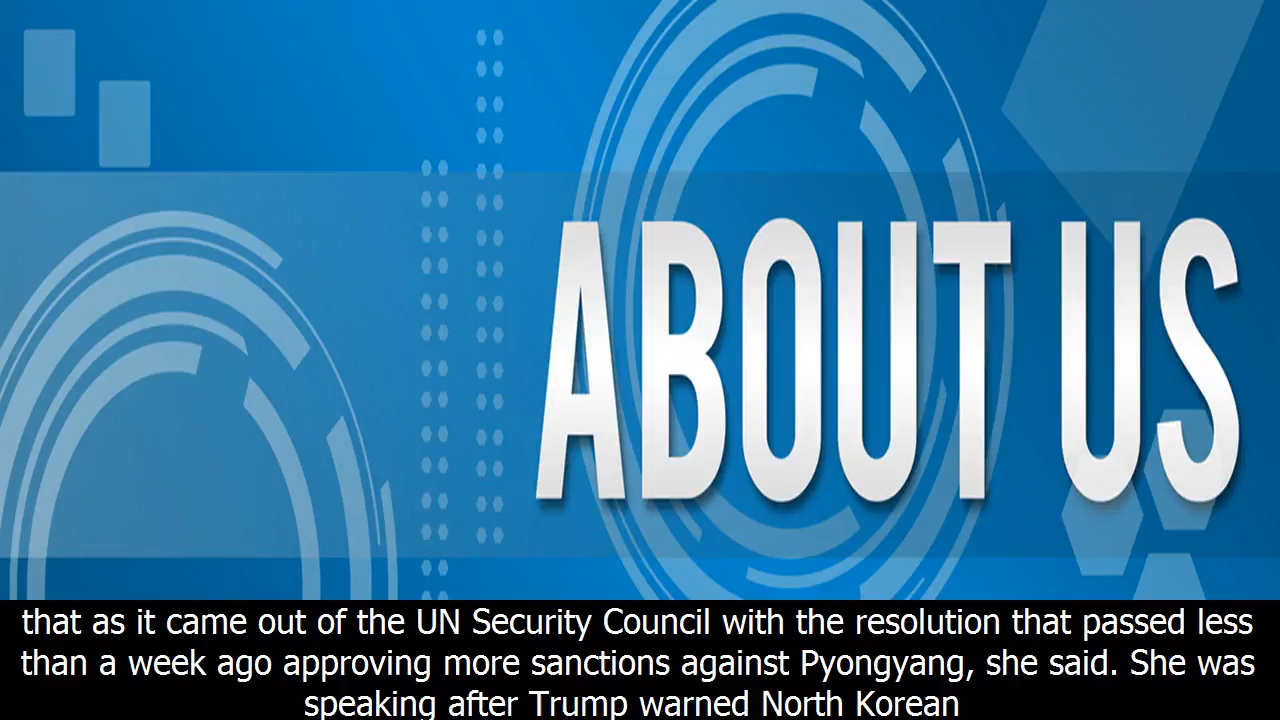 ABOUT US
that as it came out of the UN Security Council with the resolution that passed less
than a week ago approving more sanctions against Pyongyang, she said. She was
speaking after Trump warned North Korean